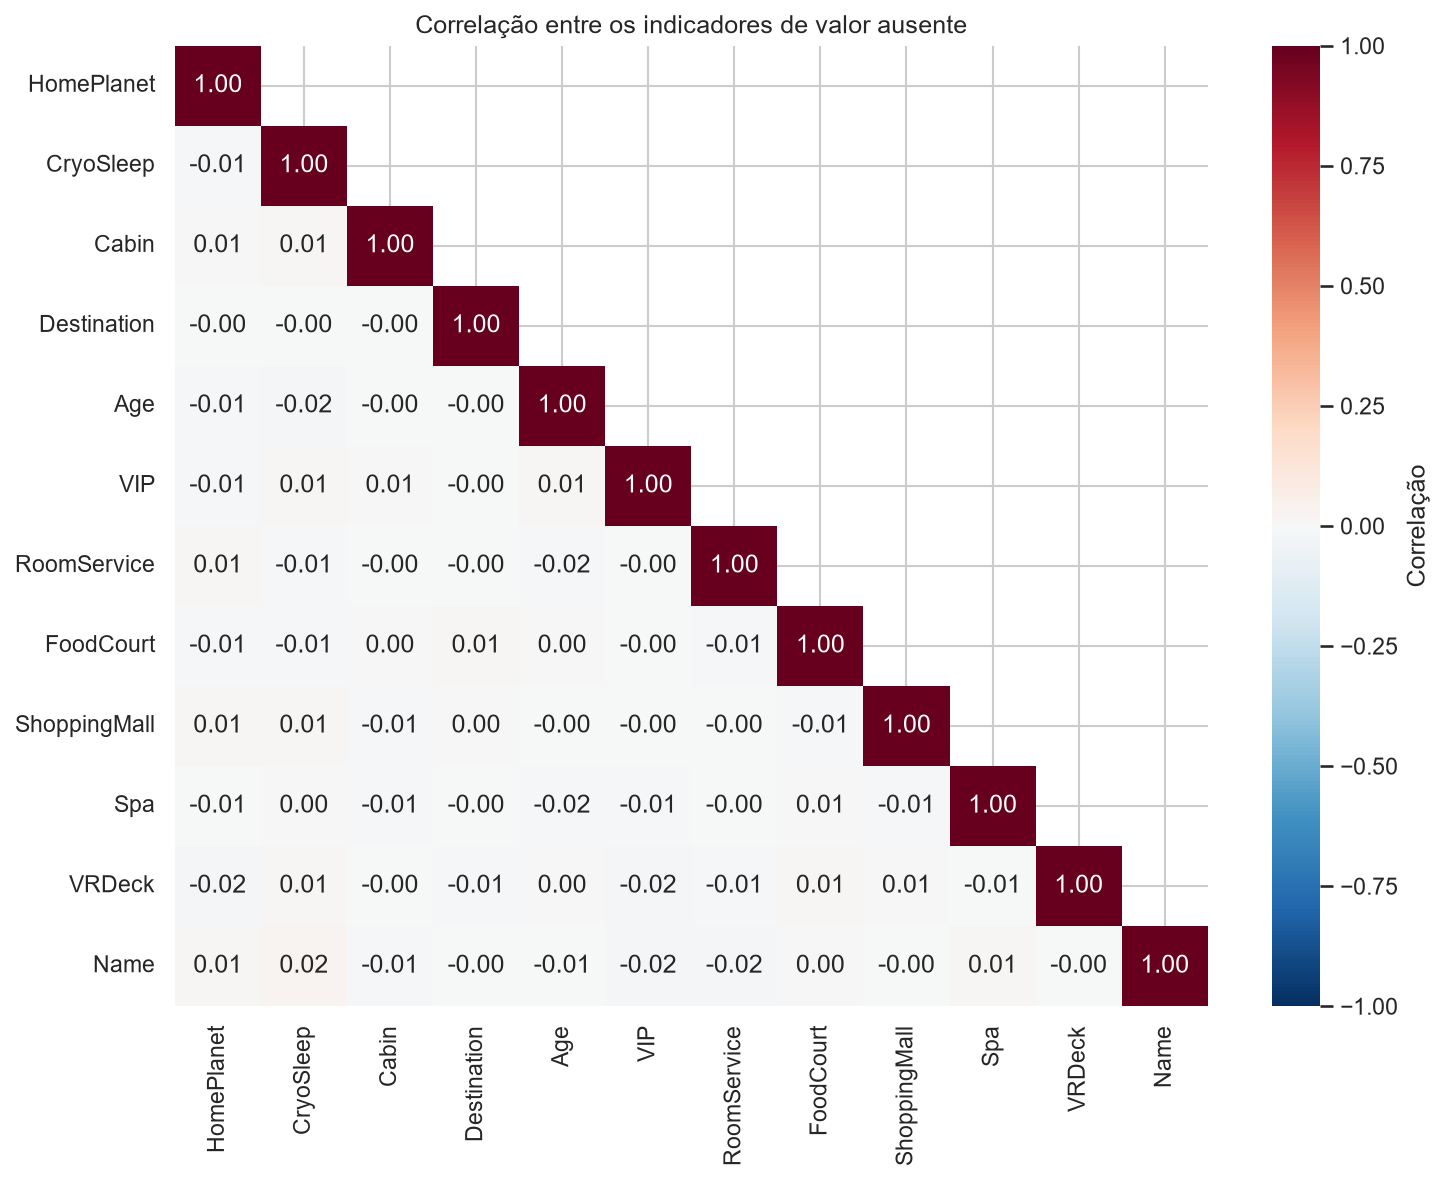 Correlação entre os indicadores de valor ausente
HomePlanet 1.00
CryoSleep -0.01 1.00
Cabin 0.01 0.01 1.00
Destination -0.00 -0.00 -0.00 1.00
Age -0.01 -0.02 -0.00 -0.00 1.00
VIP -0.01 0.01 0.01 -0.00 0.01 1.00
RoomService 0.01 -0.01 -0.00 -0.00 -0.02 -0.00 1.00
FoodCourt -0.01 -0.01 0.00 0.01 0.00 -0.00 -0.01 1.00
ShoppingMall 0.01 0.01 -0.01 0.00 -0.00 -0.00 -0.00 -0.01 1.00
Spa -0.01 0.00 -0.01 -0.00 -0.02 -0.01 -0.00 0.01 -0.01 1.00
VRDeck -0.02 0.01 -0.00 -0.01 0.00 -0.02 -0.01 0.01 0.01 -0.01 1.00
Name 0.01 0.02 -0.01 -0.00 -0.01 -0.02 -0.02 0.00 -0.00 0.01 -0.00 1.00
HomePlanet
CryoSleep
Cabin
Destination
Age
VIP
RoomService
FoodCourt
ShoppingMall
Spa
VRDeck
Name
1.00
0.75
0.50
0.25
0.00
−0.25
−0.50
−0.75
−1.00
Correlação